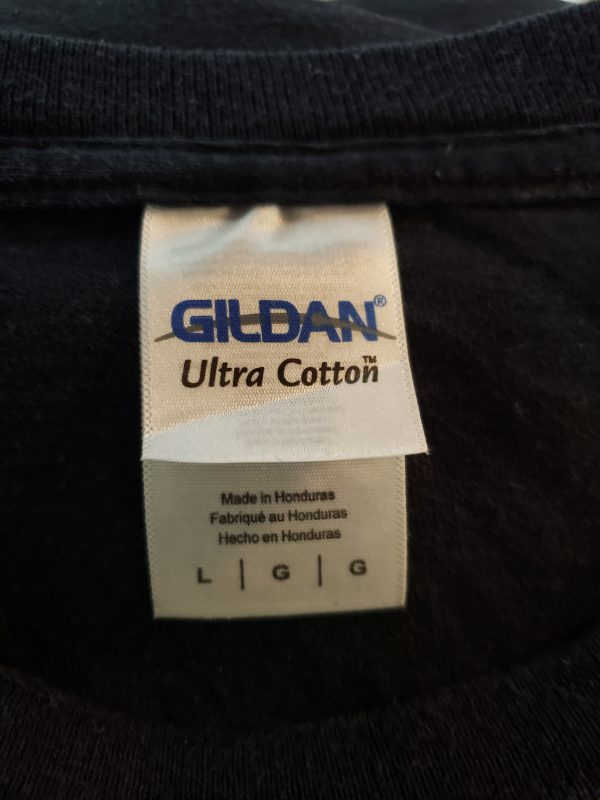 GILDAN®
Ultra Cotton™
Made in Honduras
Fabriqué au Honduras
Hecho en Honduras
L | G | G